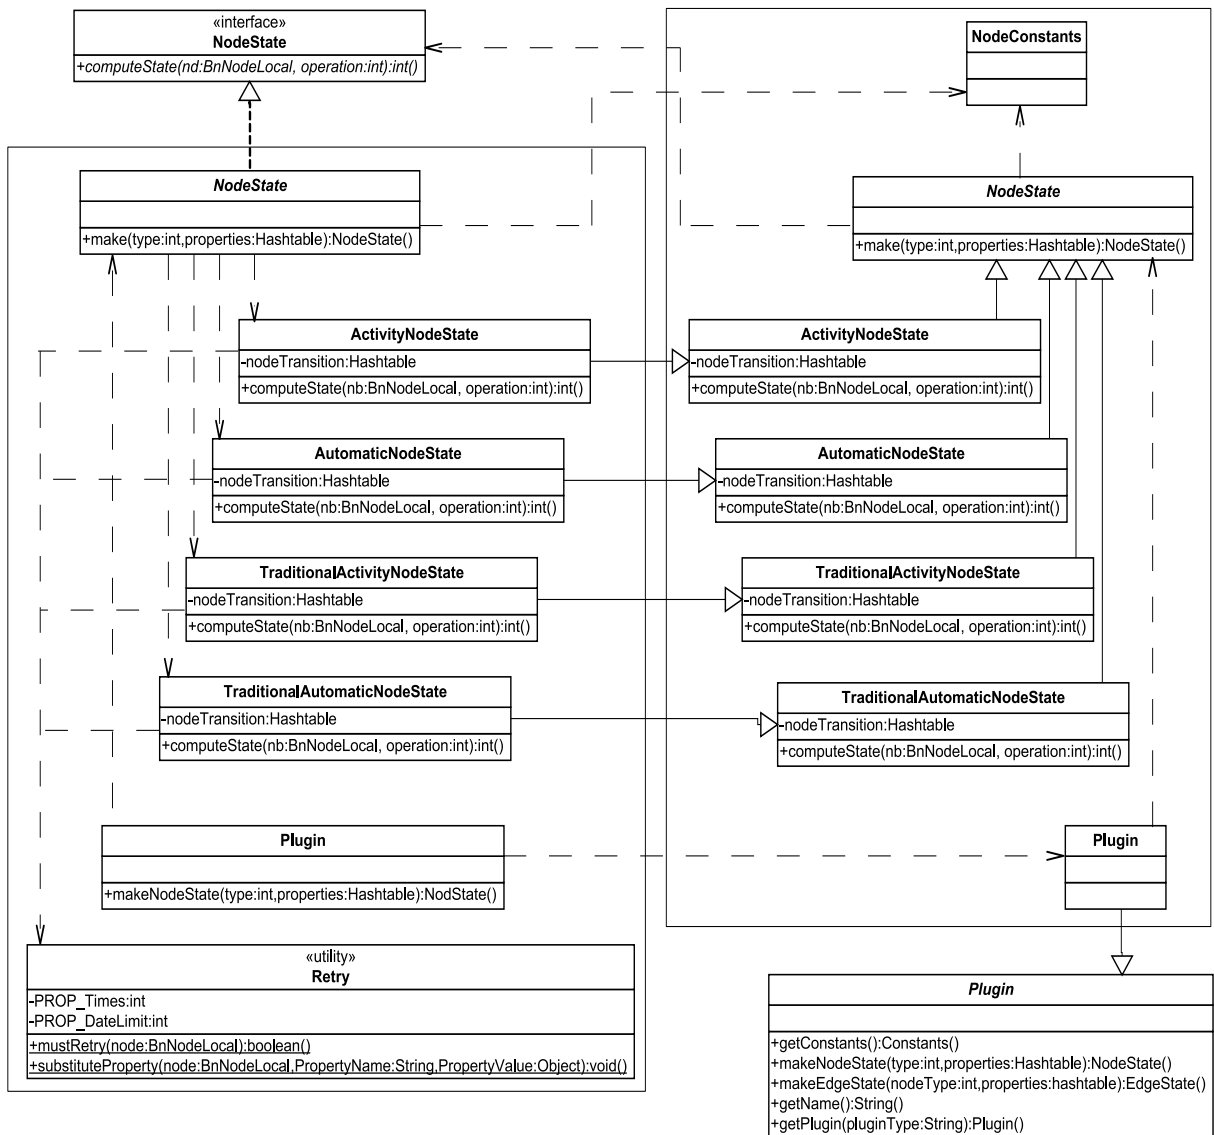 «interface»
NodeState
+computeState(nd:BnNodeLocal, operation:int):int()
NodeConstants
NodeState
+make(type:int,properties:Hashtable):NodeState()
NodeState
+make(type:int,properties:Hashtable):NodeState()
ActivityNodeState
-nodeTransition:Hashtable
+computeState(nb:BnNodeLocal, operation:int):int()
ActivityNodeState
-nodeTransition:Hashtable
+computeState(nb:BnNodeLocal, operation:int):int()
AutomaticNodeState
-nodeTransition:Hashtable
+computeState(nb:BnNodeLocal, operation:int):int()
AutomaticNodeState
-nodeTransition:Hashtable
+computeState(nb:BnNodeLocal, operation:int):int()
TraditionalActivityNodeState
-nodeTransition:Hashtable
+computeState(nb:BnNodeLocal, operation:int):int()
TraditionalActivityNodeState
-nodeTransition:Hashtable
+computeState(nb:BnNodeLocal, operation:int):int()
TraditionalAutomaticNodeState
-nodeTransition:Hashtable
+computeState(nb:BnNodeLocal, operation:int):int()
TraditionalAutomaticNodeState
-nodeTransition:Hashtable
+computeState(nb:BnNodeLocal, operation:int):int()
Plugin
+makeNodeState(type:int,properties:Hashtable):NodState()
Plugin
«utility»
Retry
-PROP_Times:int
-PROP_DateLimit:int
+mustRetry(node:BnNodeLocal):boolean()
+substituteProperty(node:BnNodeLocal,PropertyName:String,PropertyValue:Object):void()
Plugin
+getConstants():Constants()
+makeNodeState(type:int,properties:Hashtable):NodeState()
+makeEdgeState(nodeType:int,properties:hashtable):EdgeState()
+getName():String()
+getPlugin(pluginType:String):Plugin()